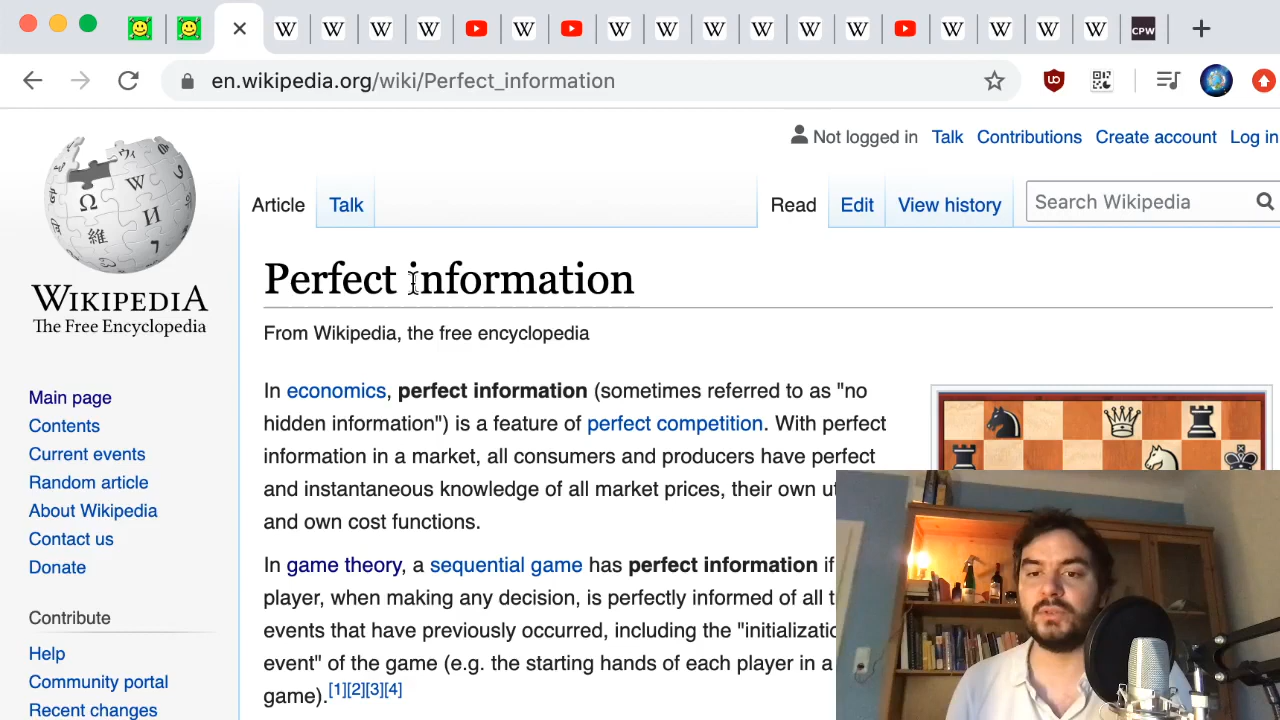 CPW
en.wikipedia.org/wiki/Perfect_information
Not logged in Talk Contributions Create account Log in
Article Talk Read Edit View history Search Wikipedia
WIKIPEDIA
The Free Encyclopedia
Perfect information
From Wikipedia, the free encyclopedia
In economics, perfect information (sometimes referred to as "no
hidden information") is a feature of perfect competition. With perfect
information in a market, all consumers and producers have perfect
and instantaneous knowledge of all market prices, their own
and own cost functions.
In game theory, a sequential game has perfect information if
player, when making any decision, is perfectly informed of all
events that have previously occurred, including the
event" of the game (e.g. the starting hands of each player in a
game).[1][2][3][4]
Main page
Contents
Current events
Random article
About Wikipedia
Contact us
Donate
Contribute
Help
Community portal
Recent changes